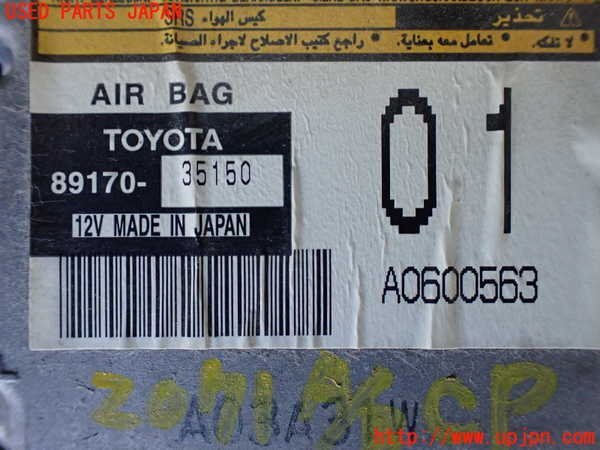 USED PARTS JAPAN
SRS كيس الهواء
تحذير
• لا تفكه. • تعامل معه بعناية. • راجع كتيب الاصلاح لاجراء الصيانة.
AIR BAG
01
TOYOTA
89170-
35150
12V MADE IN JAPAN
A0600563
http://www.upjpn.com/